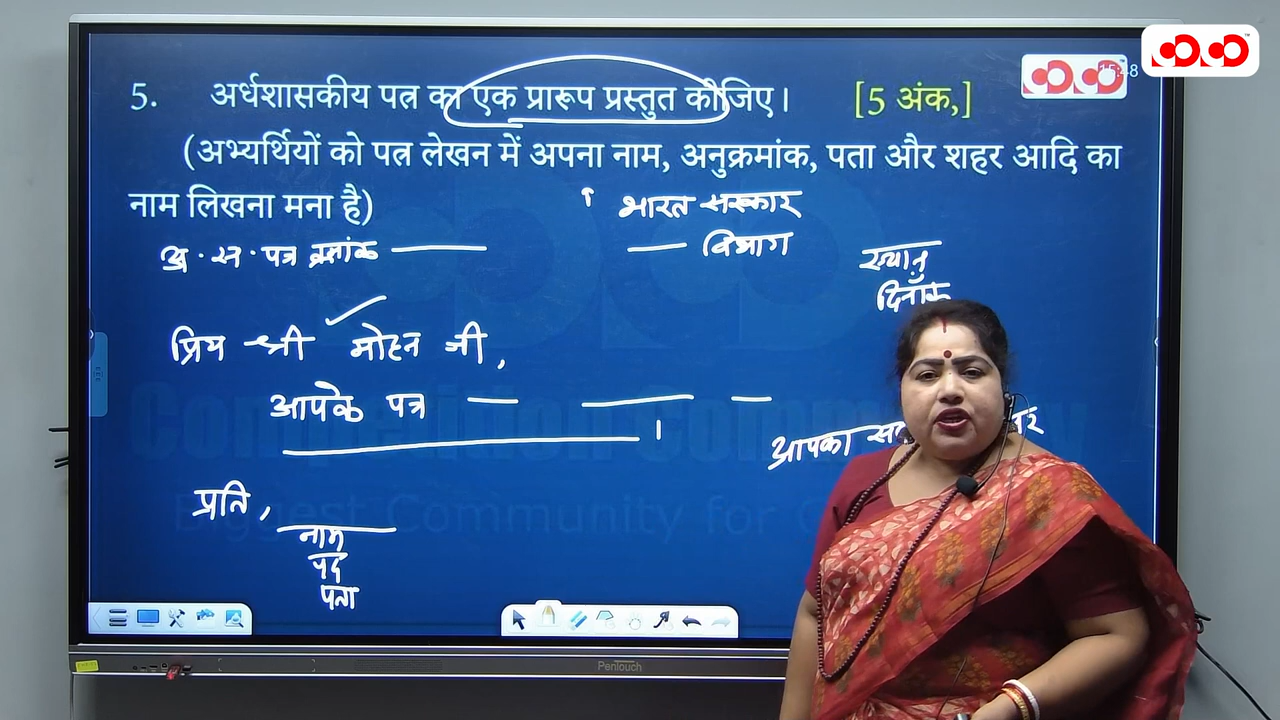 5. अर्धशासकीय पत्र का एक प्रारूप प्रस्तुत कीजिए। [5 अंक,]
(अभ्यर्थियों को पत्र लेखन में अपना नाम, अनुक्रमांक, पता और शहर आदि का
नाम लिखना मना है)
भारत सरकार
अ.स.पत्र क्रमांक
विभाग
स्थान
दिनाँक
प्रिय श्री मोहन जी,
आपके पत्र
।
आपका
प्रति,
नाम
पद
पता
Pentouch